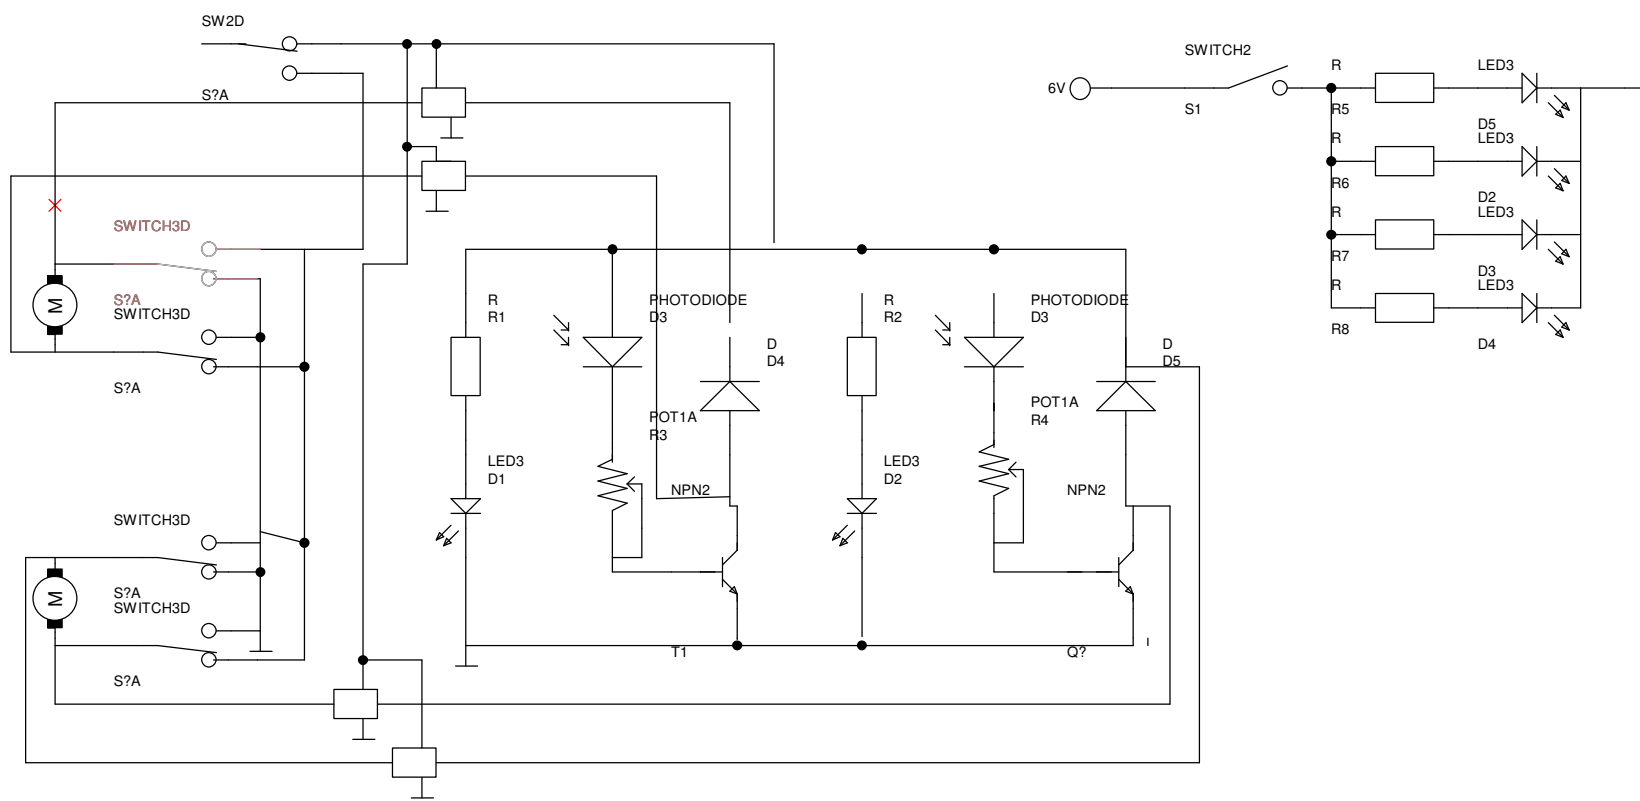 SW2D
S?A
SWITCH3D
S?A
SWITCH3D
M
S?A
SWITCH3D
S?A
SWITCH3D
M
S?A
R
R1
LED3
D1
PHOTODIODE
D3
POT1A
R3
D
D4
NPN2
T1
R
R2
LED3
D2
PHOTODIODE
D3
POT1A
R4
D
D5
NPN2
Q?
6V
SWITCH2
S1
R
R5
R
R6
R
R7
R
R8
LED3
D5
LED3
D2
LED3
D3
LED3
D4